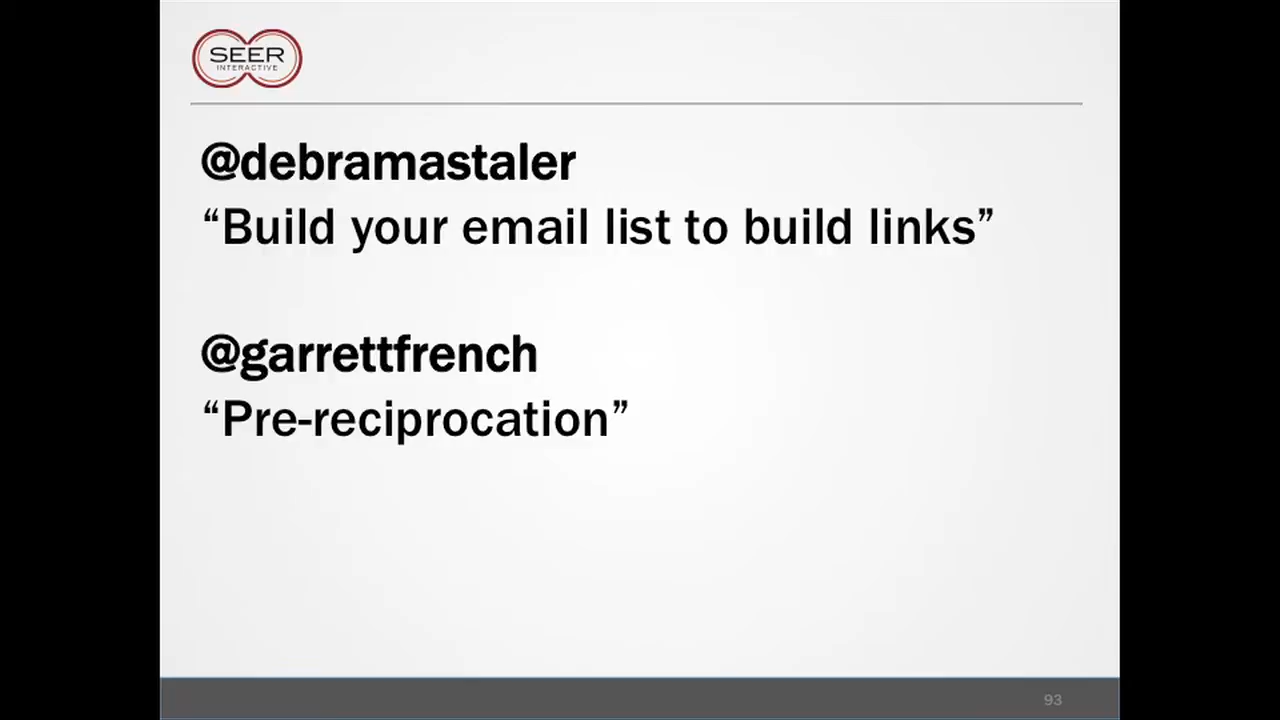 SEER
INTERACTIVE
@debramastaler
“Build your email list to build links”
@garrettfrench
“Pre-reciprocation”
93